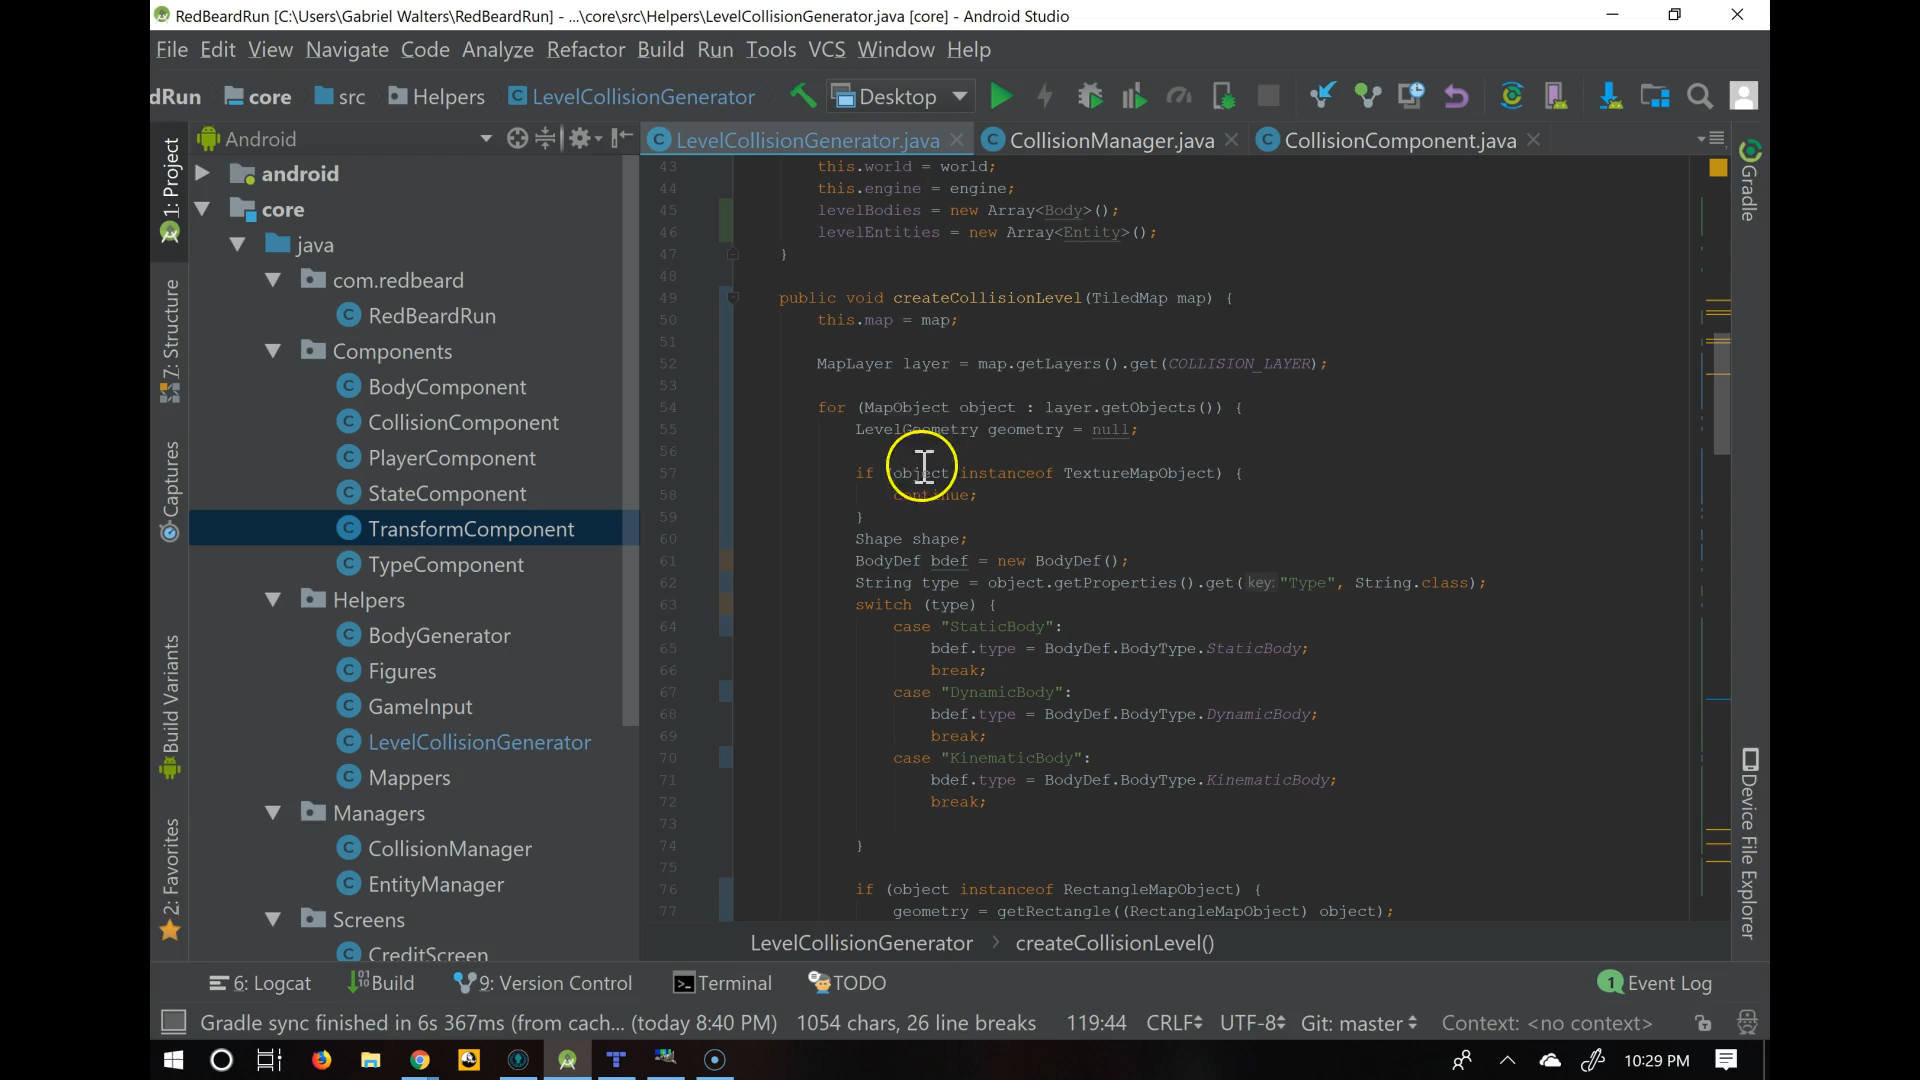 RedBeardRun [C:\Users\Gabriel Walters\RedBeardRun] - ...\core\src\Helpers\LevelCollisionGenerator.java [core] - Android Studio
File Edit View Navigate Code Analyze Refactor Build Run Tools VCS Window Help
dRun core src Helpers LevelCollisionGenerator Desktop
Android
LevelCollisionGenerator.java CollisionManager.java CollisionComponent.java
1: Project
7: Structure
Captures
Build Variants
2: Favorites
android
core
java
com.redbeard
RedBeardRun
Components
BodyComponent
CollisionComponent
PlayerComponent
StateComponent
TransformComponent
TypeComponent
Helpers
BodyGenerator
Figures
GameInput
LevelCollisionGenerator
Mappers
Managers
CollisionManager
EntityManager
Screens
CreditScreen
43 this.world = world;
44 this.engine = engine;
45 levelBodies = new Array<Body>();
46 levelEntities = new Array<Entity>();
47 }
48
49 public void createCollisionLevel(TiledMap map) {
50 this.map = map;
51
52 MapLayer layer = map.getLayers().get(COLLISION_LAYER);
53
54 for (MapObject object : layer.getObjects()) {
55 LevelGeometry geometry = null;
56
57 if (object instanceof TextureMapObject) {
58 continue;
59 }
60 Shape shape;
61 BodyDef bdef = new BodyDef();
62 String type = object.getProperties().get( key: "Type", String.class);
63 switch (type) {
64 case "StaticBody":
65 bdef.type = BodyDef.BodyType.StaticBody;
66 break;
67 case "DynamicBody":
68 bdef.type = BodyDef.BodyType.DynamicBody;
69 break;
70 case "KinematicBody":
71 bdef.type = BodyDef.BodyType.KinematicBody;
72 break;
73
74 }
75
76 if (object instanceof RectangleMapObject) {
77 geometry = getRectangle((RectangleMapObject) object);
LevelCollisionGenerator > createCollisionLevel()
Gradle
Device File Explorer
6: Logcat Build 9: Version Control Terminal TODO 1 Event Log
Gradle sync finished in 6s 367ms (from cach... (today 8:40 PM) 1054 chars, 26 line breaks 119:44 CRLF UTF-8 Git: master Context: <no context>
10:29 PM